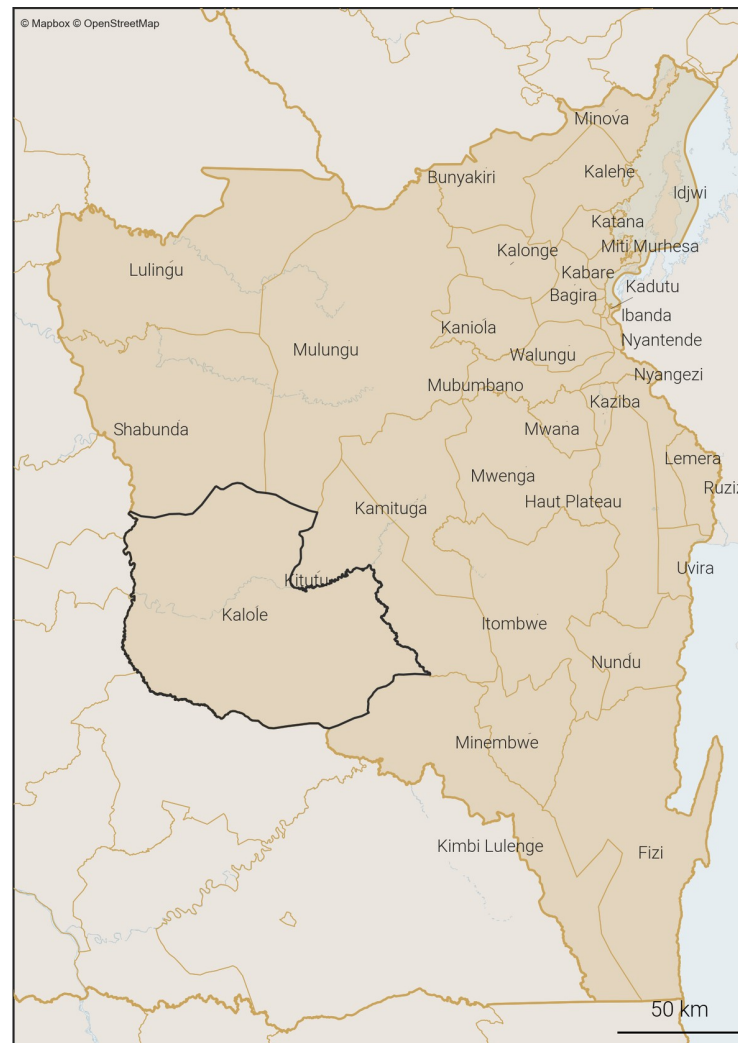 © Mapbox © OpenStreetMap
Minova
Bunyakiri
Kalehe
Idjwi
Katana
Miti Murhesa
Kalonge
Lulingu
Kabare
Kadutu
Bagira
Ibanda
Kaniola
Nyantende
Mulungu
Walungu
Nyangezi
Mubumbano
Kaziba
Shabunda
Mwana
Lemera
Mwenga
Ruziz
Haut Plateau
Kamituga
Uvira
Kitutu
Kalole
Itombwe
Nundu
Minembwe
Kimbi Lulenge
Fizi
50 km